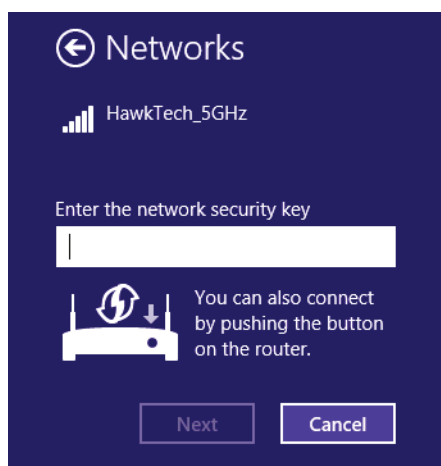 Networks
HawkTech_5GHz
Enter the network security key
You can also connect
by pushing the button
on the router.
Next
Cancel